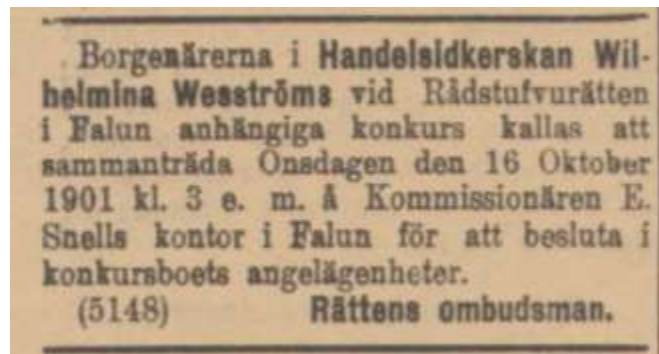 Borgenärerna i Handelsidkerskan Wil-
helmina Wesströms vid Rådstufvurätten
i Falun anhängiga konkurs kallas att
sammanträda Onsdagen den 16 Oktober
1901 kl. 3 e. m. å Kommissionären E.
Snells kontor i Falun för att besluta i
konkursboets angelägenheter.
(5148) Rättens ombudsman.